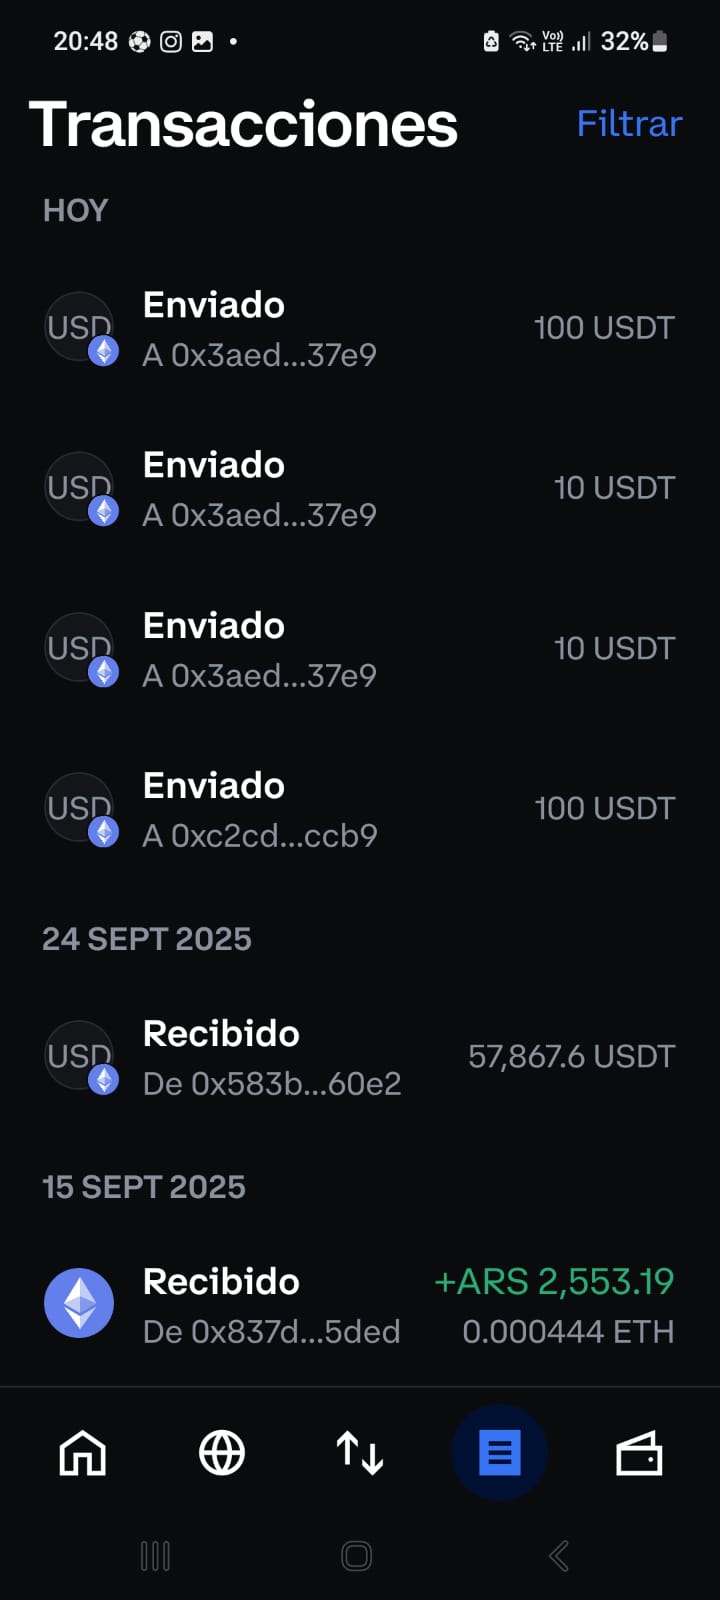 20:48
Vo))
LTE
32%
Transacciones
Filtrar
HOY
USD
Enviado
A 0x3aed...37e9
100 USDT
USD
Enviado
A 0x3aed...37e9
10 USDT
USD
Enviado
A 0x3aed...37e9
10 USDT
USD
Enviado
A 0xc2cd...ccb9
100 USDT
24 SEPT 2025
USD
Recibido
De 0x583b...60e2
57,867.6 USDT
15 SEPT 2025
Recibido
De 0x837d...5ded
+ARS 2,553.19
0.000444 ETH